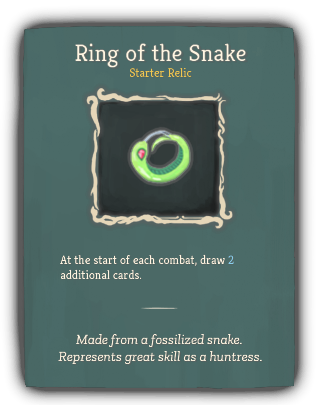 Ring of the Snake
Starter Relic
At the start of each combat, draw 2
additional cards.
Made from a fossilized snake.
Represents great skill as a huntress.